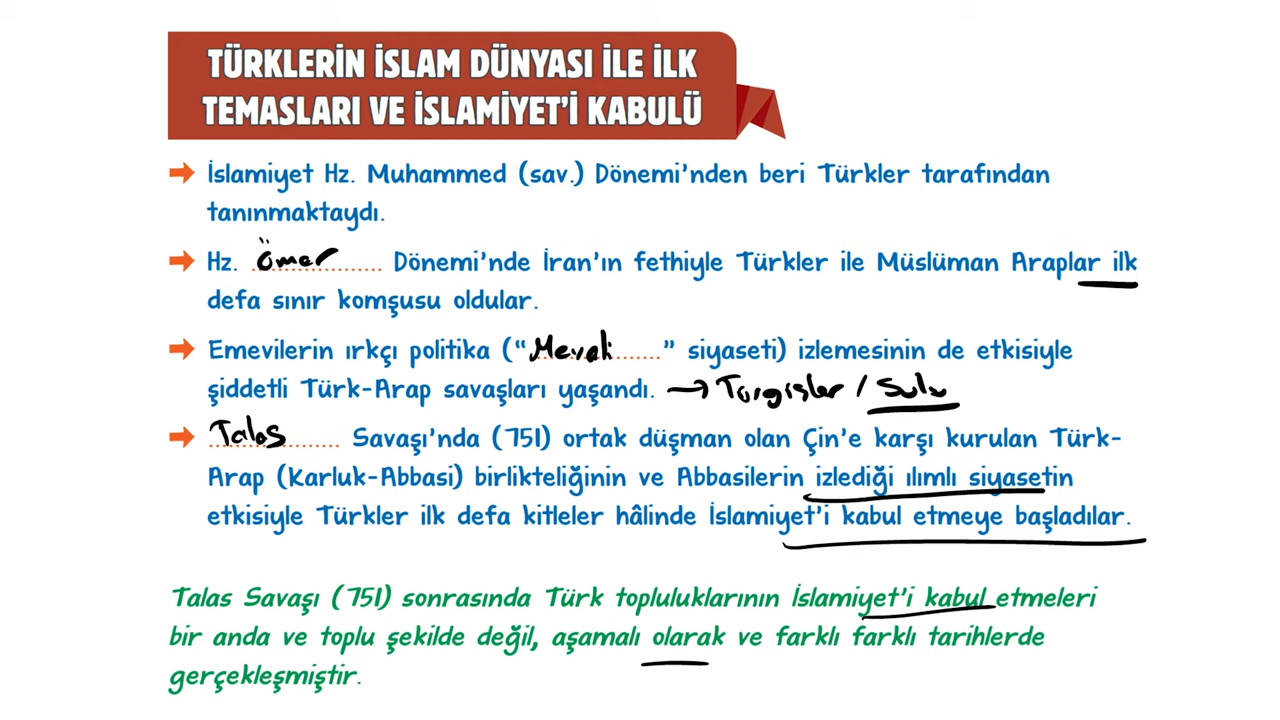 TÜRKLERİN İSLAM DÜNYASI İLE İLK
TEMASLARI VE İSLAMİYET'İ KABULÜ
İslamiyet Hz. Muhammed (sav.) Dönemi'nden beri Türkler tarafından
tanınmaktaydı.
Hz. Ömer Dönemi'nde İran'ın fethiyle Türkler ile Müslüman Araplar ilk
defa sınır komşusu oldular.
Emevilerin ırkçı politika ("Mevali" siyaseti) izlemesinin de etkisiyle
şiddetli Türk-Arap savaşları yaşandı. → Türgişler / Sulu
Talas Savaşı'nda (751) ortak düşman olan Çin'e karşı kurulan Türk-
Arap (Karluk-Abbasi) birlikteliğinin ve Abbasilerin izlediği ılımlı siyasetin
etkisiyle Türkler ilk defa kitleler hâlinde İslamiyet'i kabul etmeye başladılar.
Talas Savaşı (751) sonrasında Türk topluluklarının İslamiyet'i kabul etmeleri
bir anda ve toplu şekilde değil, aşamalı olarak ve farklı farklı tarihlerde
gerçekleşmiştir.